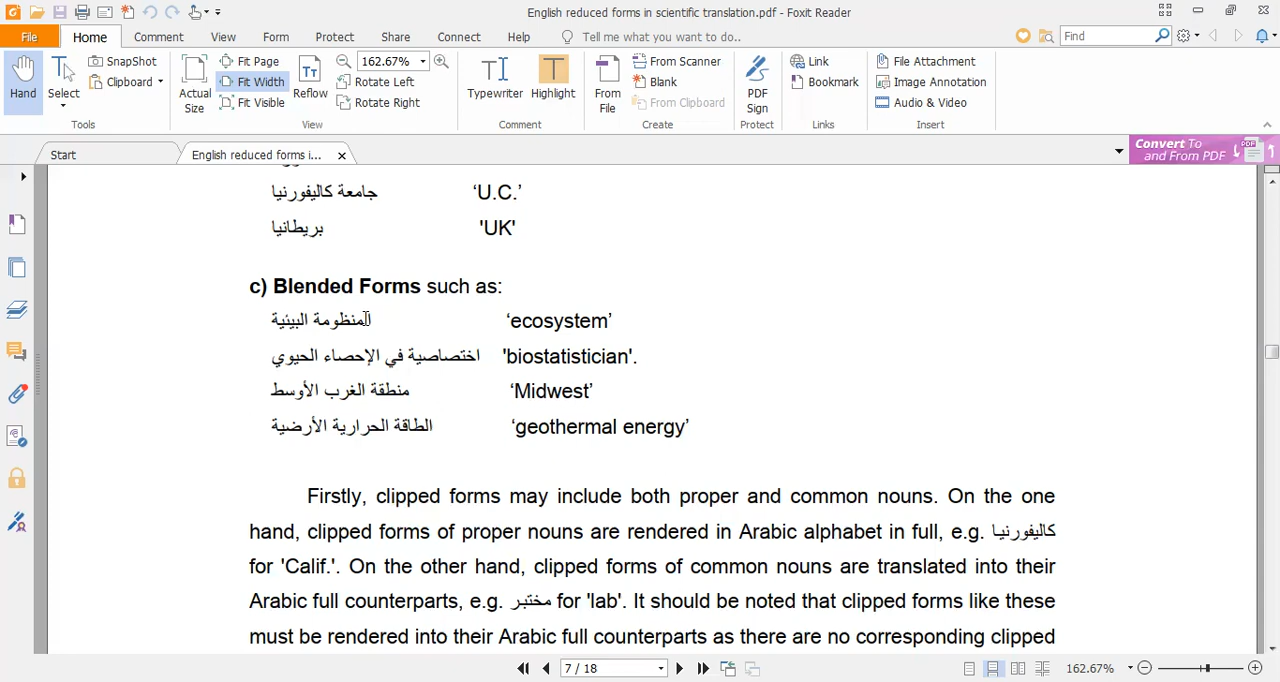 English reduced forms in scientific translation.pdf - Foxit Reader
File Home Comment View Form Protect Share Connect Help Tell me what you want to do.. Find
Hand Select SnapShot Clipboard Actual Size Fit Page Fit Width Fit Visible Reflow 162.67% Rotate Left Rotate Right Typewriter Highlight From File From Scanner Blank From Clipboard PDF Sign Link Bookmark File Attachment Image Annotation Audio & Video
Tools View Comment Create Protect Links Insert
Start English reduced forms i... Convert To and From PDF PDF
جامعة كاليفورنيا ‘U.C.’
بريطانيا 'UK'
c) Blended Forms such as:
المنظومة البيئية ‘ecosystem’
اختصاصية في الإحصاء الحيوي 'biostatistician'.
منطقة الغرب الأوسط ‘Midwest’
الطاقة الحرارية الأرضية ‘geothermal energy’
Firstly, clipped forms may include both proper and common nouns. On the one
hand, clipped forms of proper nouns are rendered in Arabic alphabet in full, e.g. كاليفورنيا
for 'Calif.'. On the other hand, clipped forms of common nouns are translated into their
Arabic full counterparts, e.g. مختبر for 'lab'. It should be noted that clipped forms like these
must be rendered into their Arabic full counterparts as there are no corresponding clipped
7 / 18 162.67%